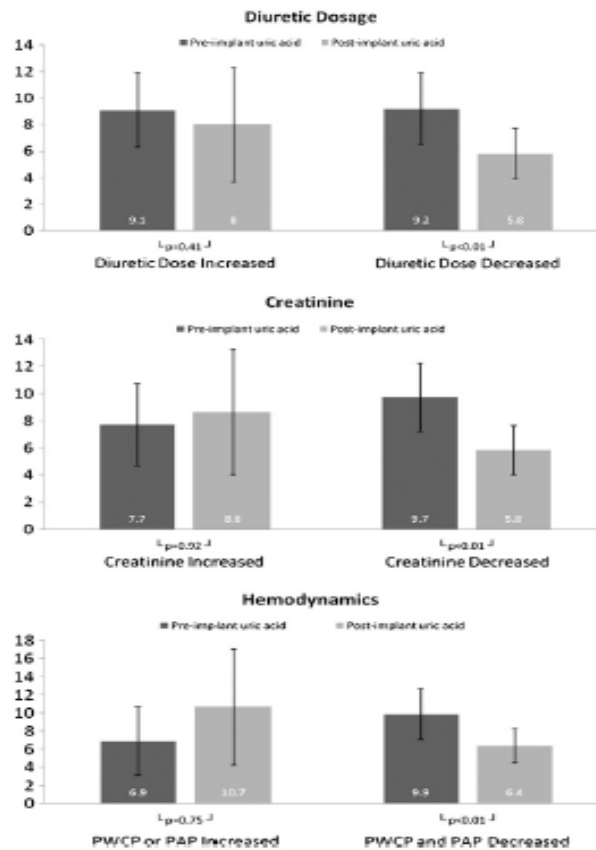 Diuretic Dosage
Pre-implant uric acid Post-implant uric acid
14
12
10
8
6
4
2
0
9.1 8 9.2 5.8
p=0.41 p<0.01
Diuretic Dose Increased Diuretic Dose Decreased
Creatinine
Pre-implant uric acid Post-implant uric acid
14
12
10
8
6
4
2
0
7.7 8.6 9.7 5.8
p=0.92 p<0.01
Creatinine Increased Creatinine Decreased
Hemodynamics
Pre-implant uric acid Post-implant uric acid
18
16
14
12
10
8
6
4
2
0
6.9 10.7 9.9 6.4
p=0.75 p<0.01
PWCP or PAP Increased PWCP and PAP Decreased